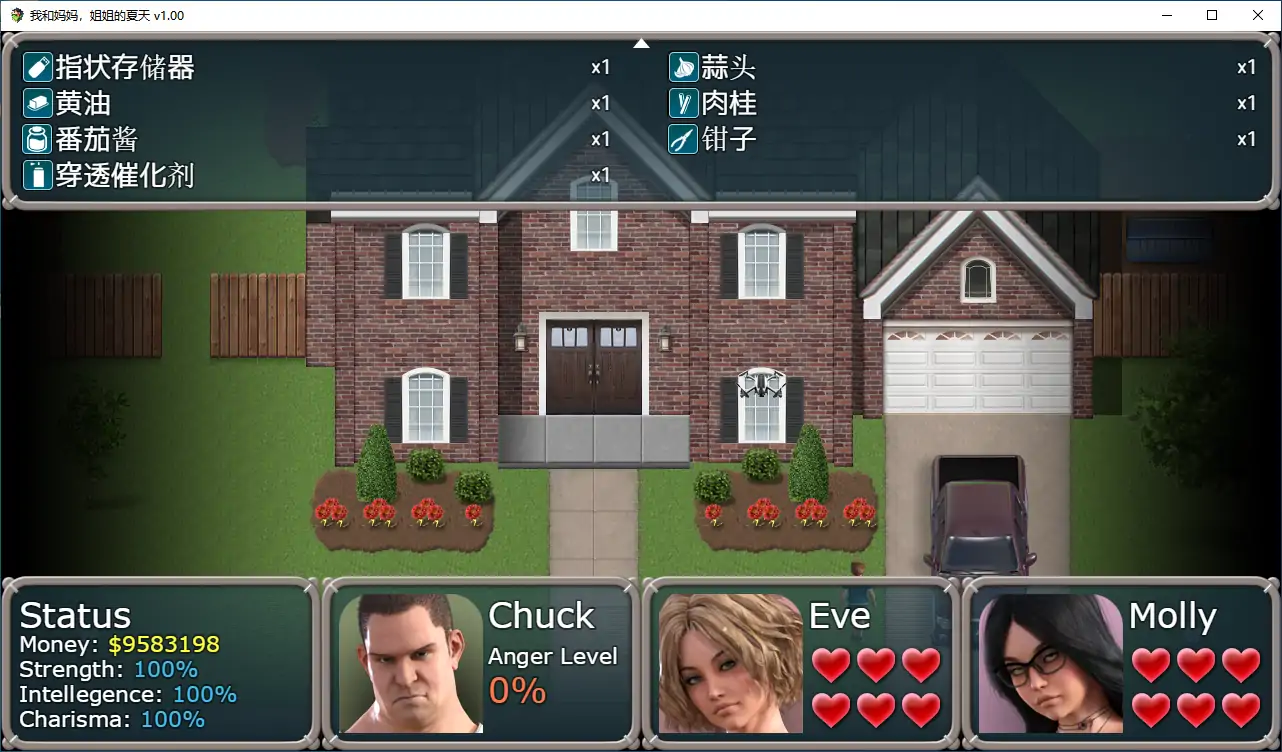 我和妈妈，姐姐的夏天 v1.00
指状存储器 x1 蒜头 x1
黄油 x1 肉桂 x1
番茄酱 x1 钳子 x1
穿透催化剂 x1
Status
Money: $9583198
Strength: 100%
Intellegence: 100%
Charisma: 100%
Chuck
Anger Level
0%
Eve
Molly